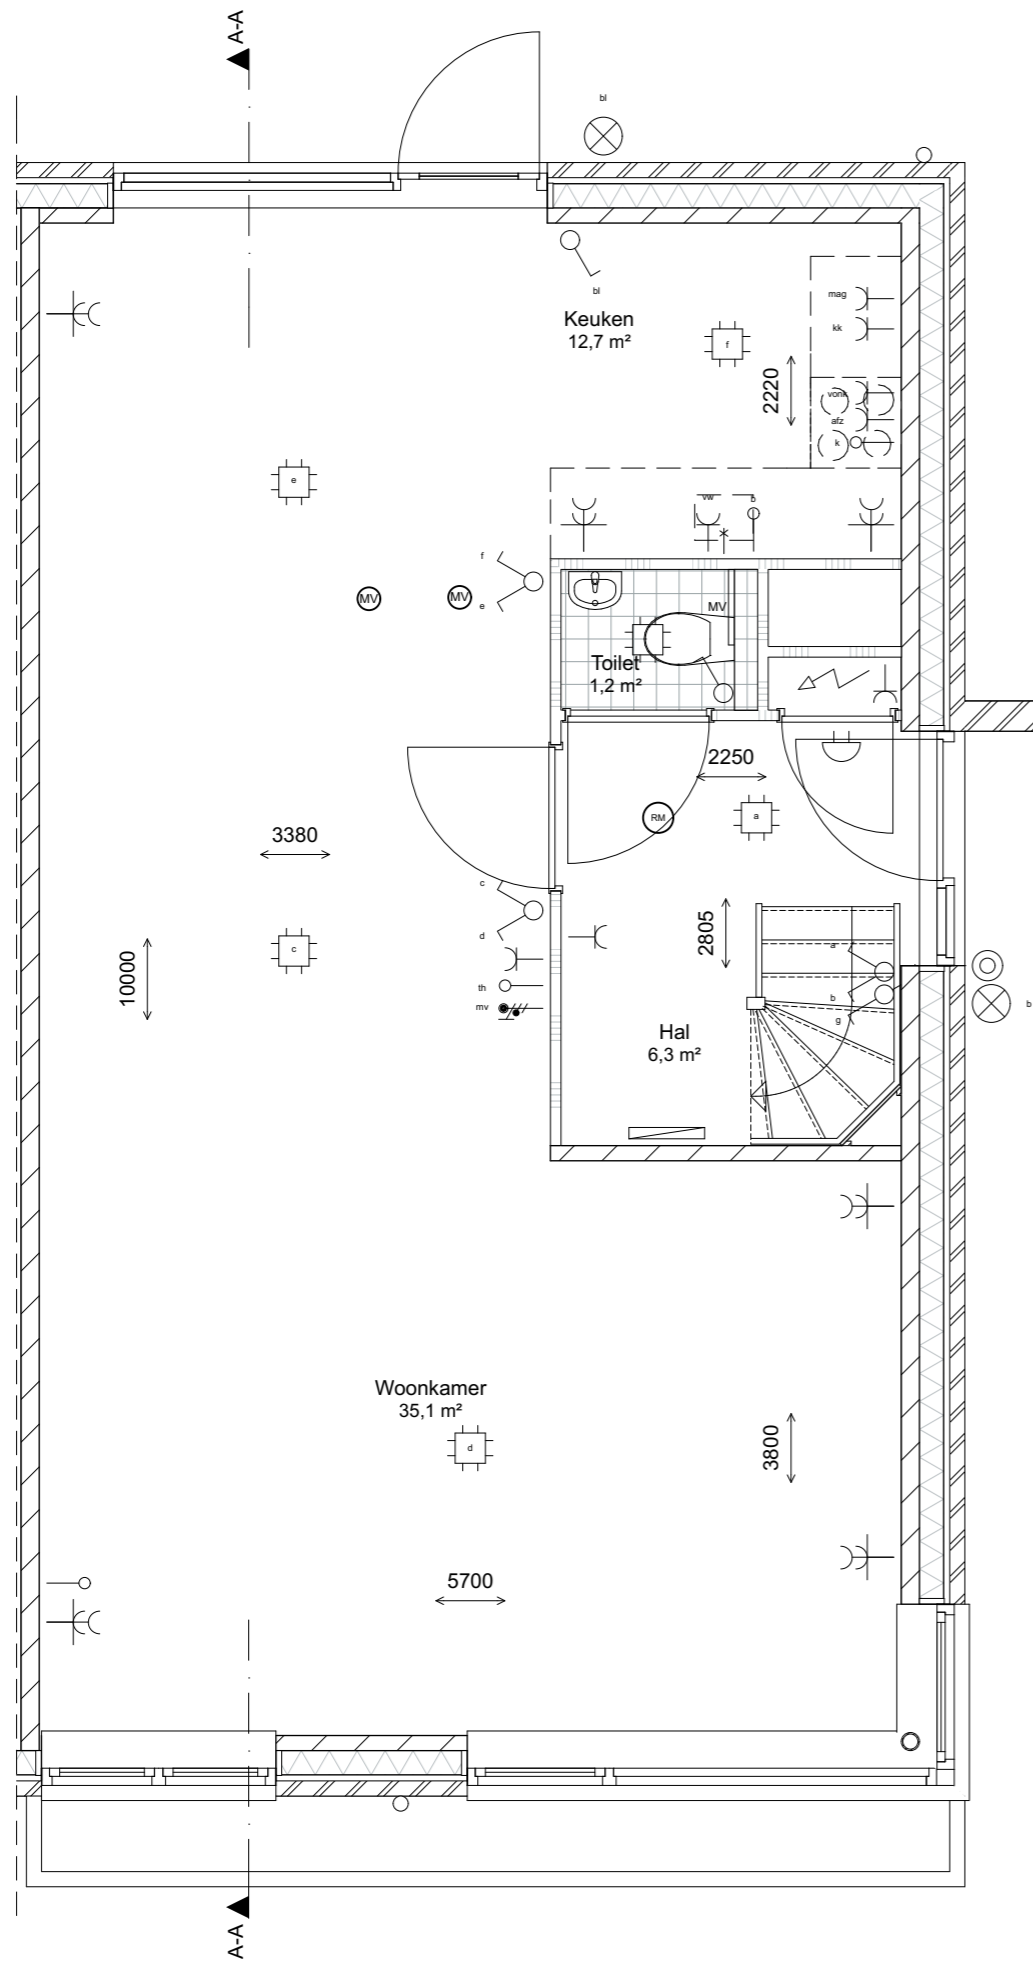 A-A
bl
bl
mag
Keuken
12,7 m²
kk
f
2220
vonk
afz
k
e
vw
b
f
MV
MV
e
MV
Toilet
1,2 m²
2250
RM
a
3380
c
c
d
2805
a
10000
th
b
mv
g
b
Hal
6,3 m²
Woonkamer
35,1 m²
d
3800
5700
A-A